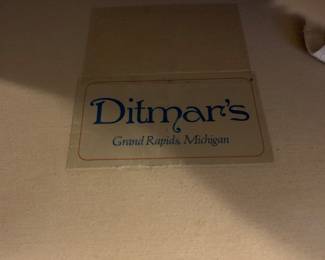 Ditmar's
Grand Rapids, Michigan